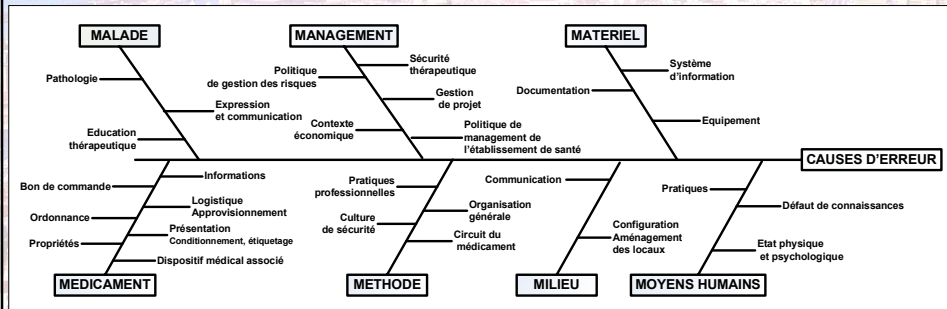 MALADE
MANAGEMENT
MATERIEL
Pathologie
Expression
et communication
Education
thérapeutique
Politique
de gestion des risques
Sécurité
thérapeutique
Gestion
de projet
Contexte
économique
Politique de
management de
l'établissement de santé
Système
d'information
Documentation
Equipement
CAUSES D'ERREUR
Bon de commande
Informations
Ordonnance
Logistique
Approvisionnement
Propriétés
Présentation
Conditionnement, étiquetage
Dispositif médical associé
Pratiques
professionnelles
Organisation
générale
Culture
de sécurité
Circuit du
médicament
Communication
Configuration
Aménagement
des locaux
Pratiques
Défaut de connaissances
Etat physique
et psychologique
MEDICAMENT
METHODE
MILIEU
MOYENS HUMAINS